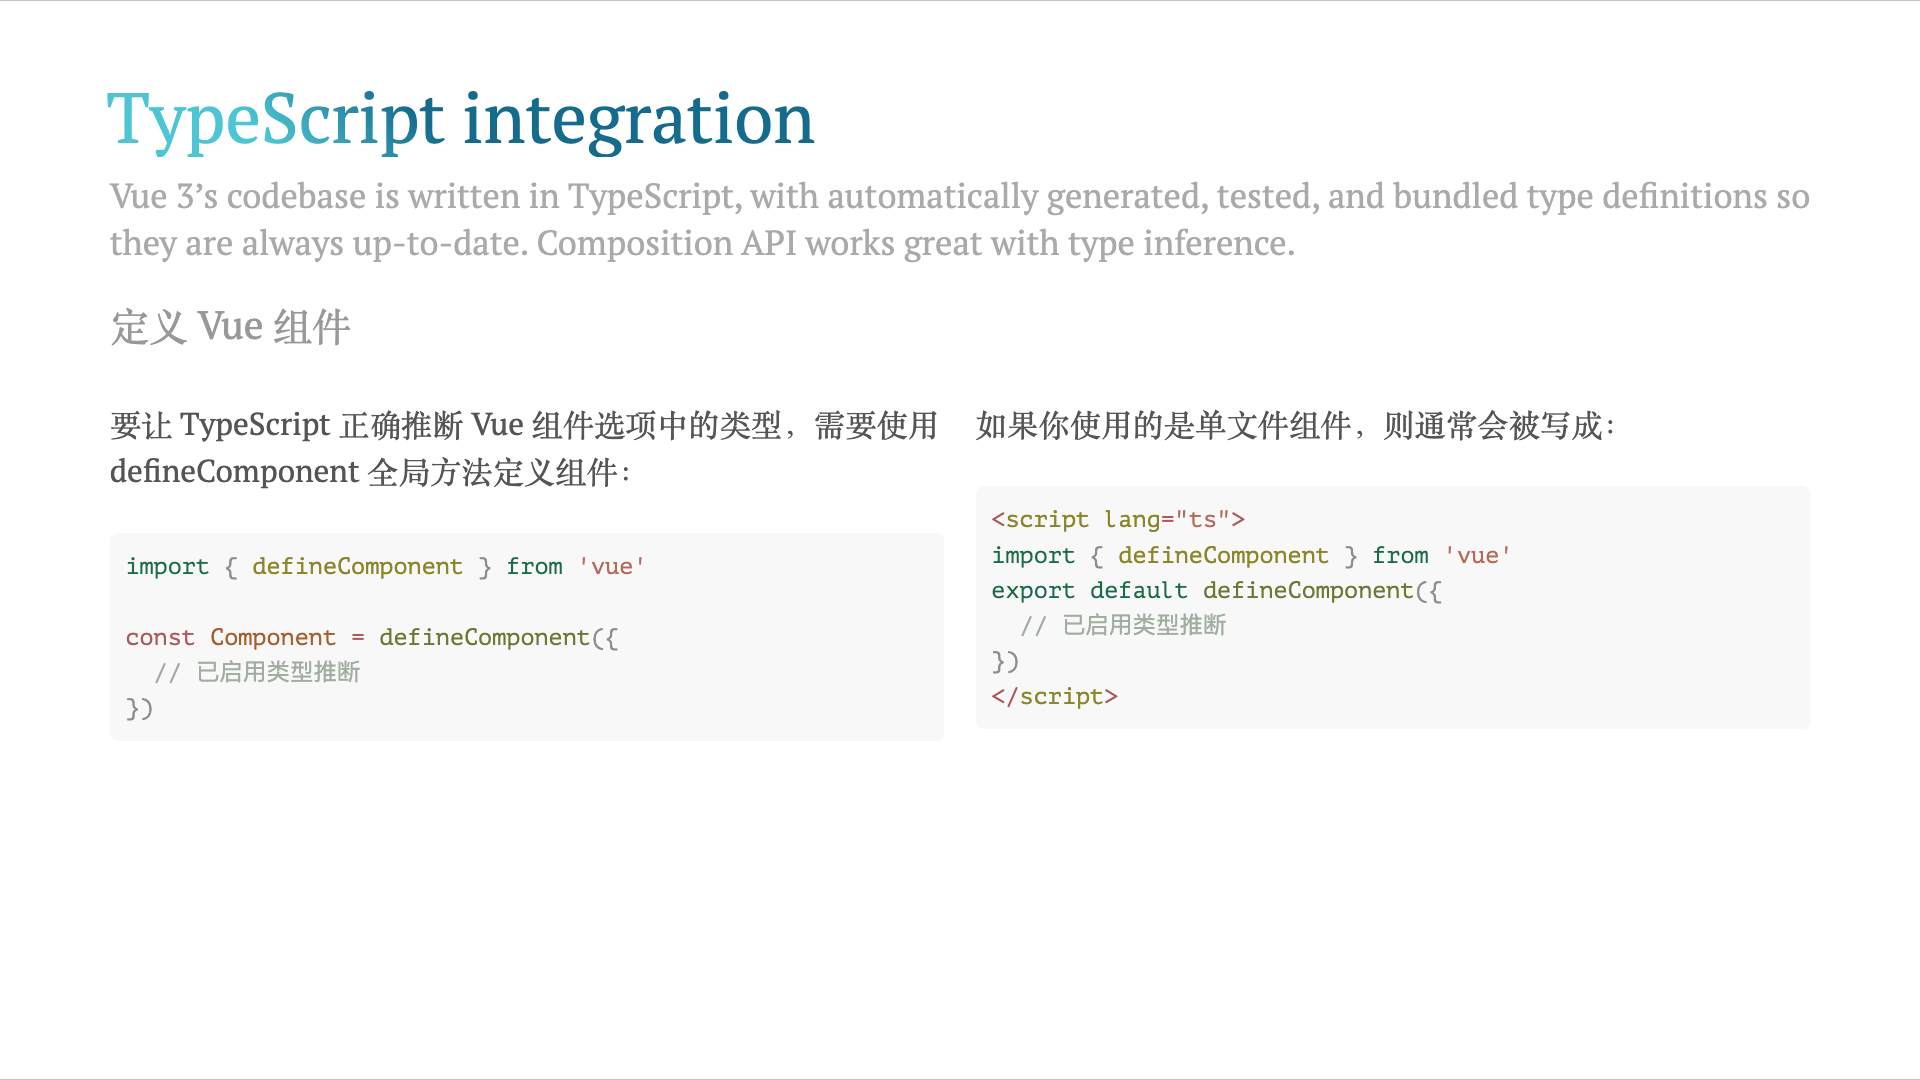 TypeScript integration
Vue 3’s codebase is written in TypeScript, with automatically generated, tested, and bundled type definitions so
they are always up-to-date. Composition API works great with type inference.
定义 Vue 组件
要让 TypeScript 正确推断 Vue 组件选项中的类型，需要使用
defineComponent 全局方法定义组件：
import { defineComponent } from 'vue'
const Component = defineComponent({
  // 已启用类型推断
})
如果你使用的是单文件组件，则通常会被写成：
<script lang="ts">
import { defineComponent } from 'vue'
export default defineComponent({
  // 已启用类型推断
})
</script>